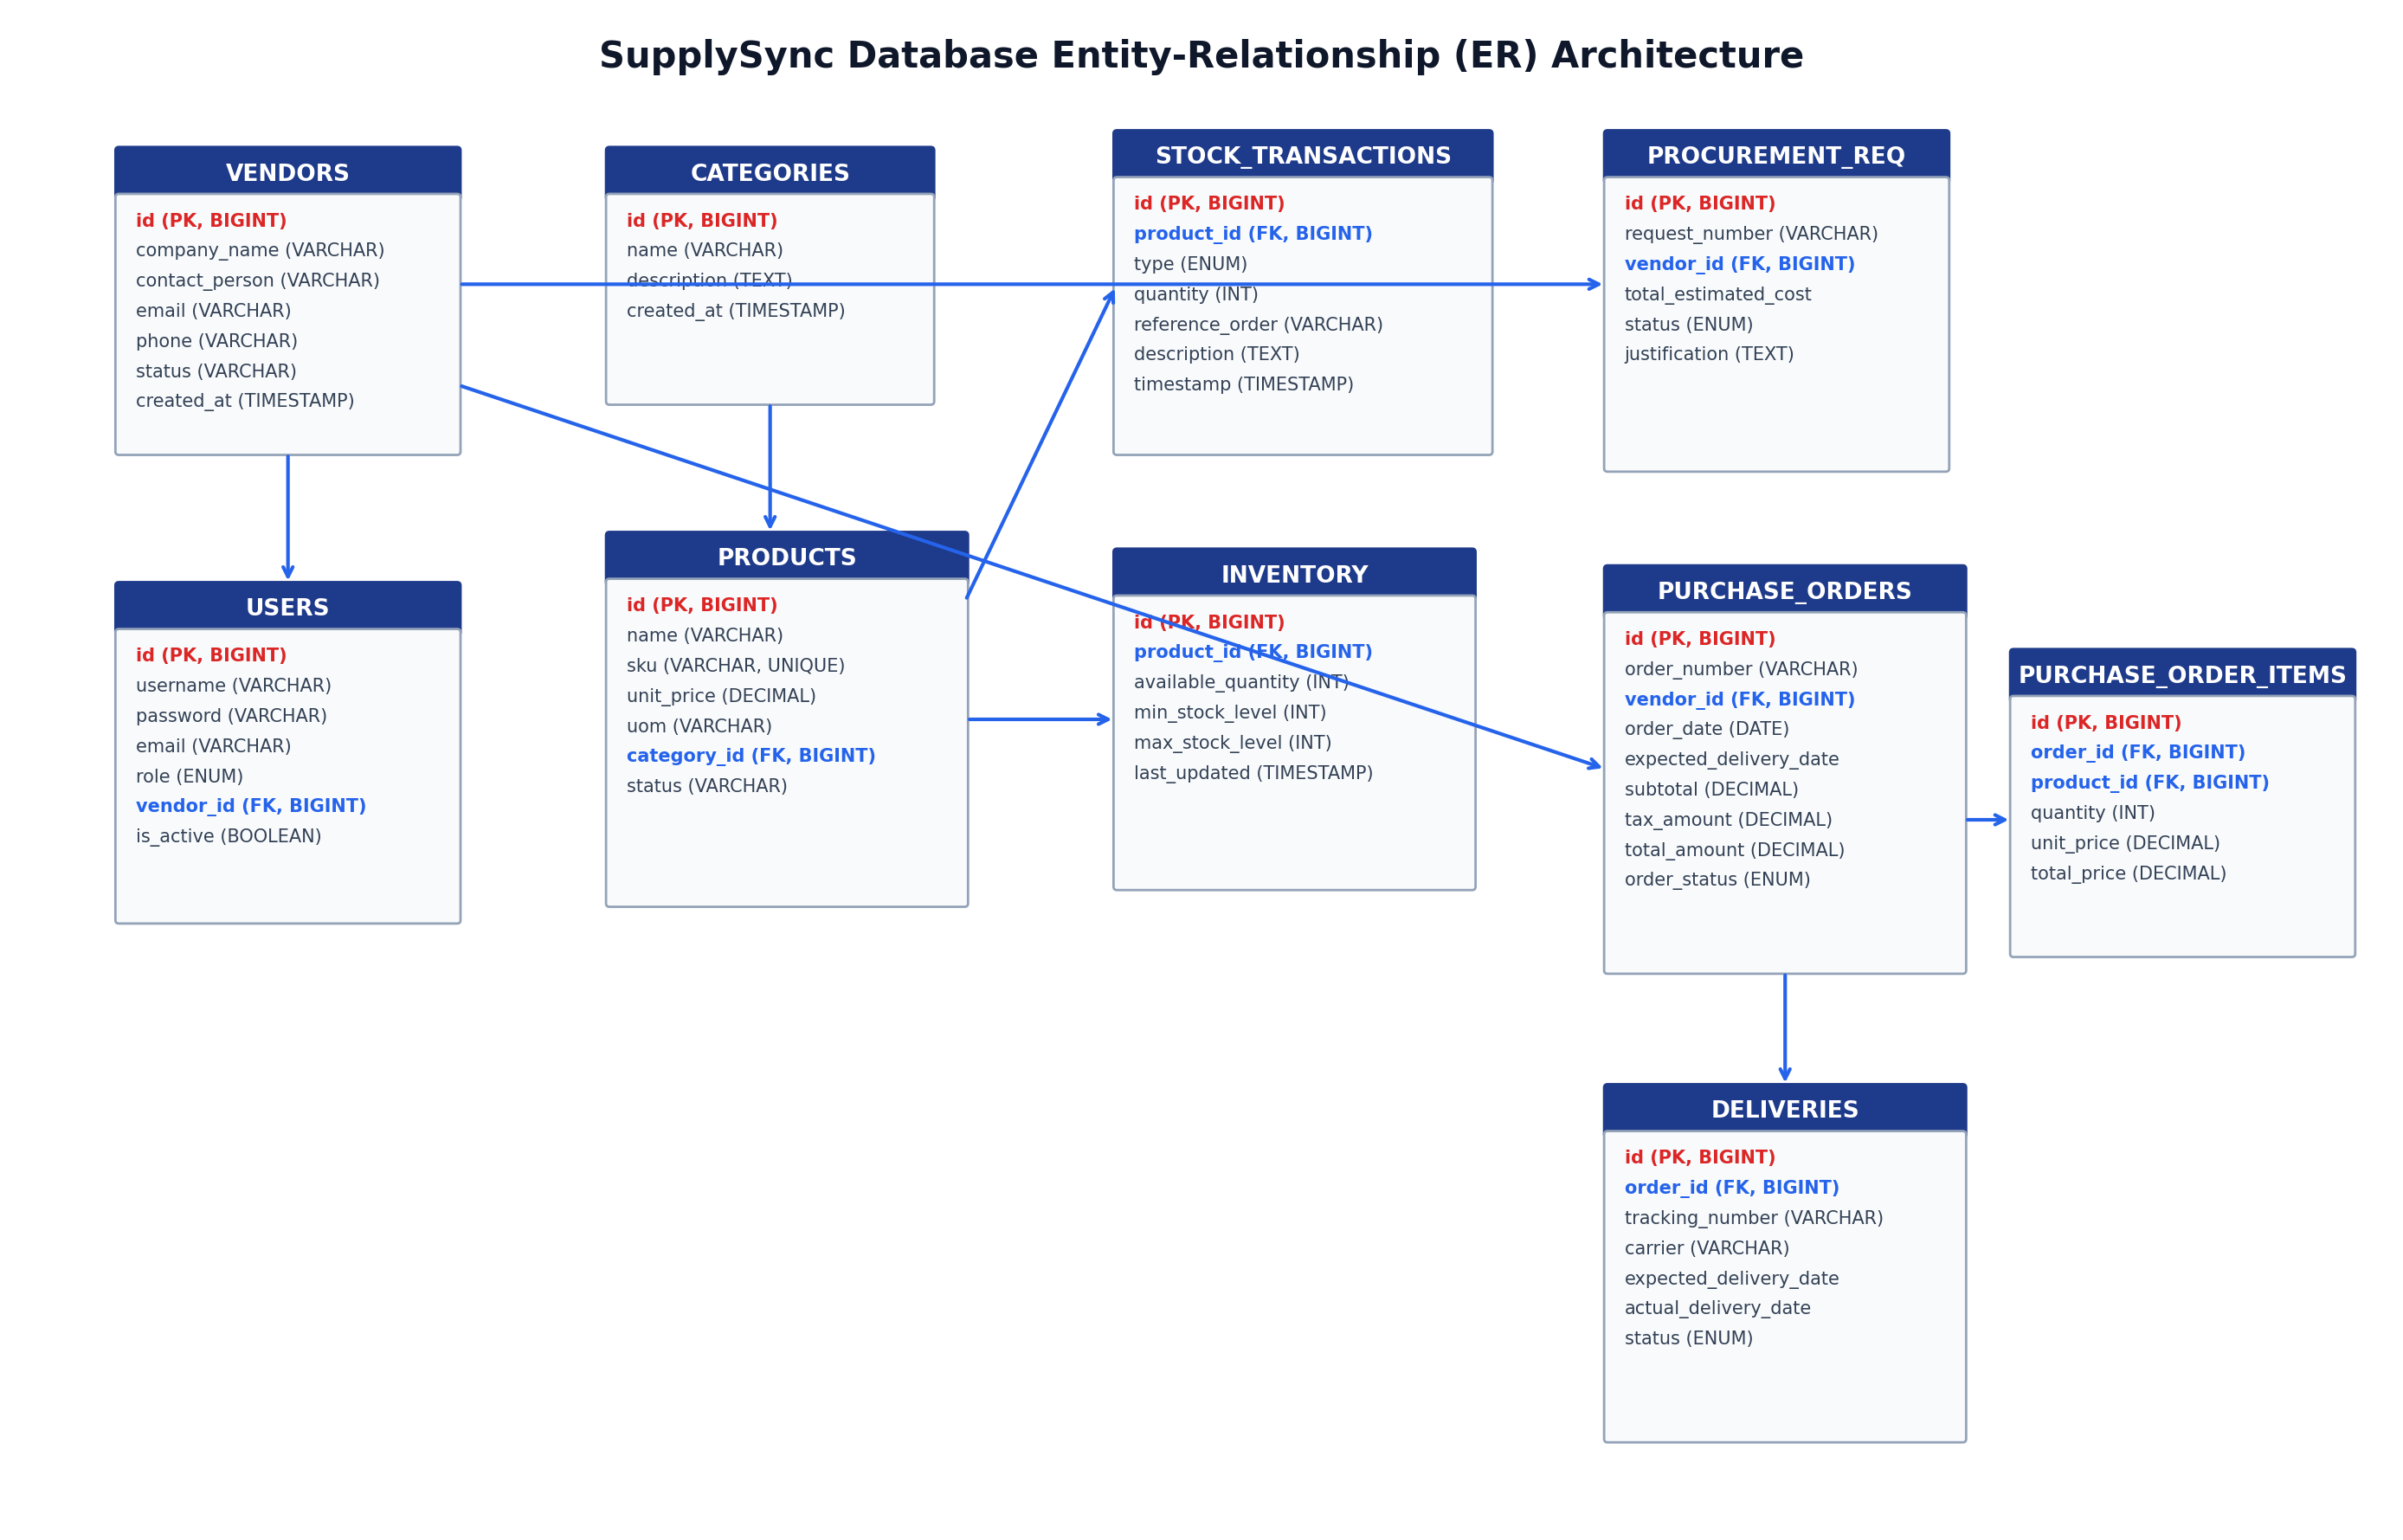 SupplySync Database Entity-Relationship (ER) Architecture
VENDORS
id (PK, BIGINT)
company_name (VARCHAR)
contact_person (VARCHAR)
email (VARCHAR)
phone (VARCHAR)
status (VARCHAR)
created_at (TIMESTAMP)
CATEGORIES
id (PK, BIGINT)
name (VARCHAR)
description (TEXT)
created_at (TIMESTAMP)
STOCK_TRANSACTIONS
id (PK, BIGINT)
product_id (FK, BIGINT)
type (ENUM)
quantity (INT)
reference_order (VARCHAR)
description (TEXT)
timestamp (TIMESTAMP)
PROCUREMENT_REQ
id (PK, BIGINT)
request_number (VARCHAR)
vendor_id (FK, BIGINT)
total_estimated_cost
status (ENUM)
justification (TEXT)
USERS
id (PK, BIGINT)
username (VARCHAR)
password (VARCHAR)
email (VARCHAR)
role (ENUM)
vendor_id (FK, BIGINT)
is_active (BOOLEAN)
PRODUCTS
id (PK, BIGINT)
name (VARCHAR)
sku (VARCHAR, UNIQUE)
unit_price (DECIMAL)
uom (VARCHAR)
category_id (FK, BIGINT)
status (VARCHAR)
INVENTORY
id (PK, BIGINT)
product_id (FK, BIGINT)
available_quantity (INT)
min_stock_level (INT)
max_stock_level (INT)
last_updated (TIMESTAMP)
PURCHASE_ORDERS
id (PK, BIGINT)
order_number (VARCHAR)
vendor_id (FK, BIGINT)
order_date (DATE)
expected_delivery_date
subtotal (DECIMAL)
tax_amount (DECIMAL)
total_amount (DECIMAL)
order_status (ENUM)
PURCHASE_ORDER_ITEMS
id (PK, BIGINT)
order_id (FK, BIGINT)
product_id (FK, BIGINT)
quantity (INT)
unit_price (DECIMAL)
total_price (DECIMAL)
DELIVERIES
id (PK, BIGINT)
order_id (FK, BIGINT)
tracking_number (VARCHAR)
carrier (VARCHAR)
expected_delivery_date
actual_delivery_date
status (ENUM)